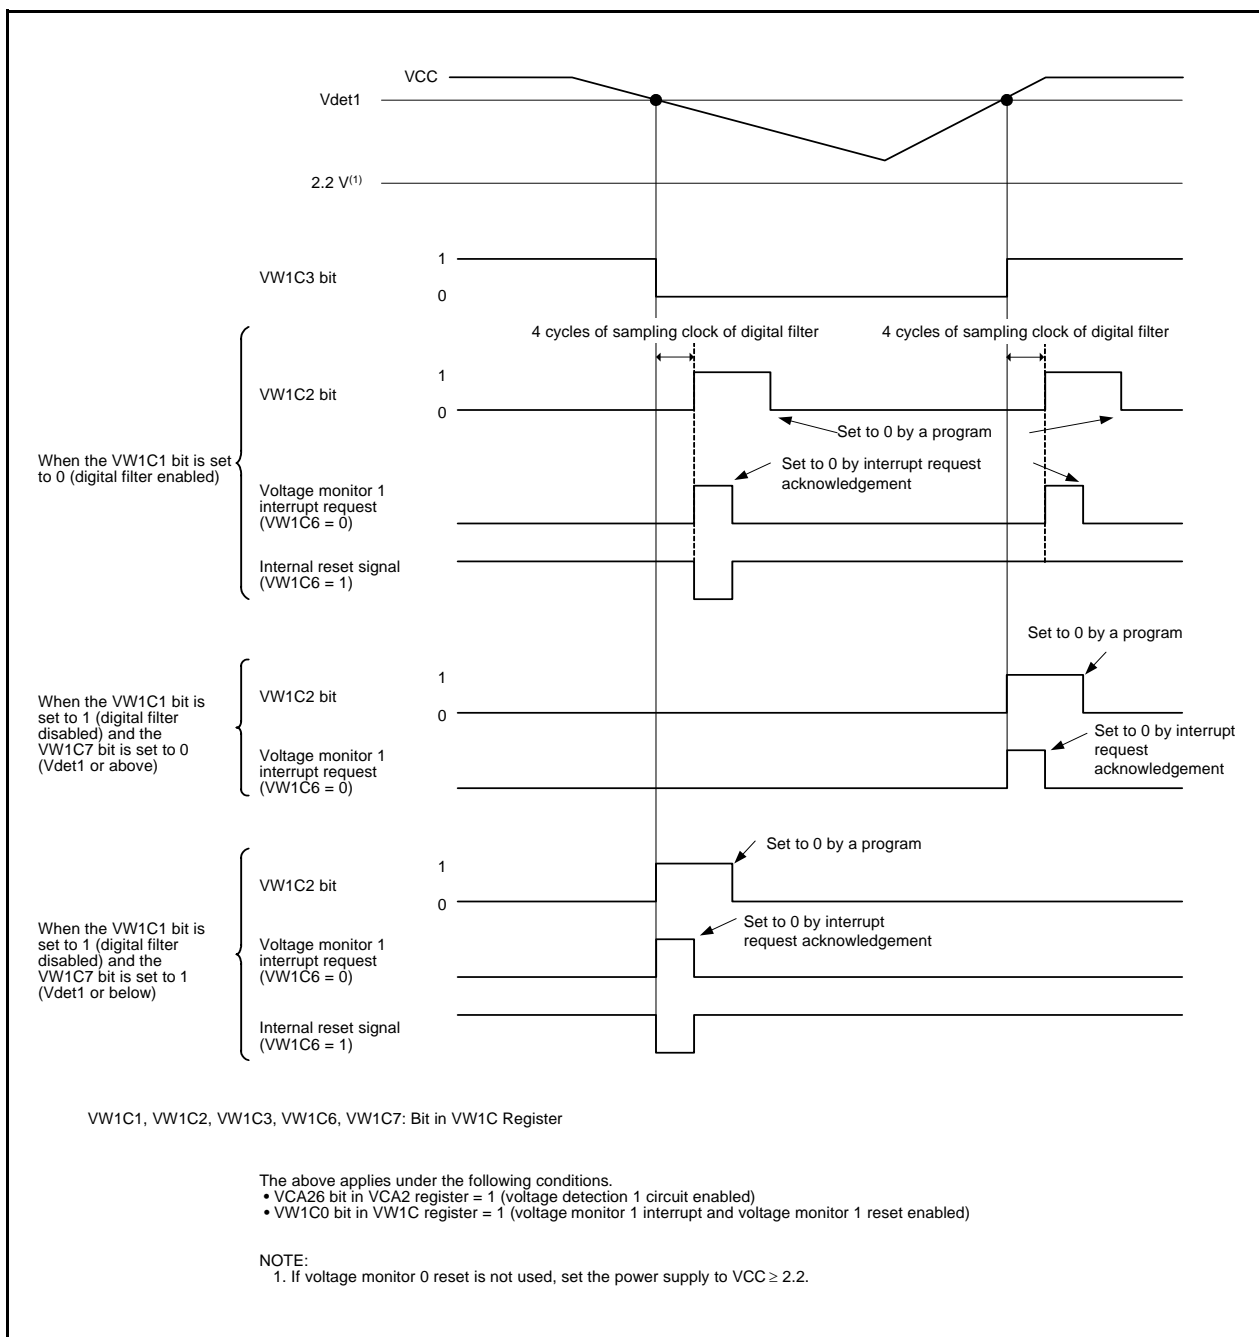 VCC
Vdet1
2.2 V(1)
VW1C3 bit
1
0
4 cycles of sampling clock of digital filter
4 cycles of sampling clock of digital filter
When the VW1C1 bit is set
to 0 (digital filter enabled)
VW1C2 bit
1
0
Set to 0 by a program
Set to 0 by interrupt request
acknowledgement
Voltage monitor 1
interrupt request
(VW1C6 = 0)
Internal reset signal
(VW1C6 = 1)
Set to 0 by a program
When the VW1C1 bit is
set to 1 (digital filter
disabled) and the
VW1C7 bit is set to 0
(Vdet1 or above)
VW1C2 bit
1
0
Voltage monitor 1
interrupt request
(VW1C6 = 0)
Set to 0 by interrupt
request
acknowledgement
Set to 0 by a program
When the VW1C1 bit is
set to 1 (digital filter
disabled) and the
VW1C7 bit is set to 1
(Vdet1 or below)
VW1C2 bit
1
0
Set to 0 by interrupt
request acknowledgement
Voltage monitor 1
interrupt request
(VW1C6 = 0)
Internal reset signal
(VW1C6 = 1)
VW1C1, VW1C2, VW1C3, VW1C6, VW1C7: Bit in VW1C Register
The above applies under the following conditions.
• VCA26 bit in VCA2 register = 1 (voltage detection 1 circuit enabled)
• VW1C0 bit in VW1C register = 1 (voltage monitor 1 interrupt and voltage monitor 1 reset enabled)
NOTE:
1. If voltage monitor 0 reset is not used, set the power supply to VCC ≥ 2.2.